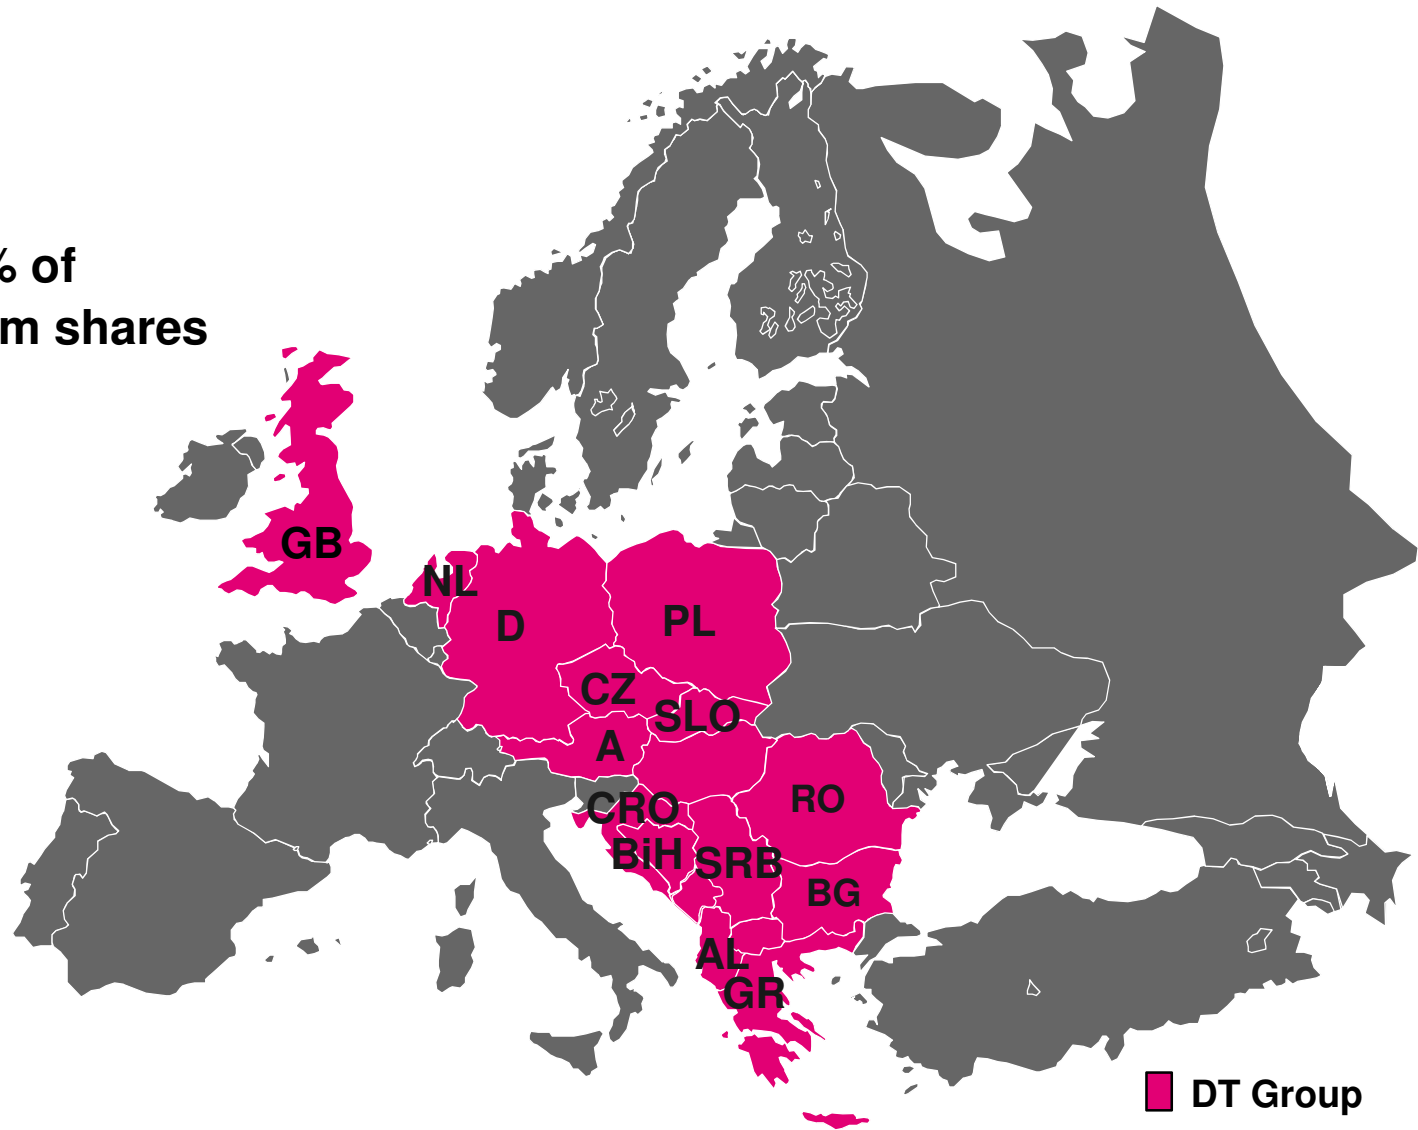 % of
m shares
GB
NL
D
PL
CZ
SLO
A
CRO
RO
BiH
SRB
BG
AL
GR
DT Group